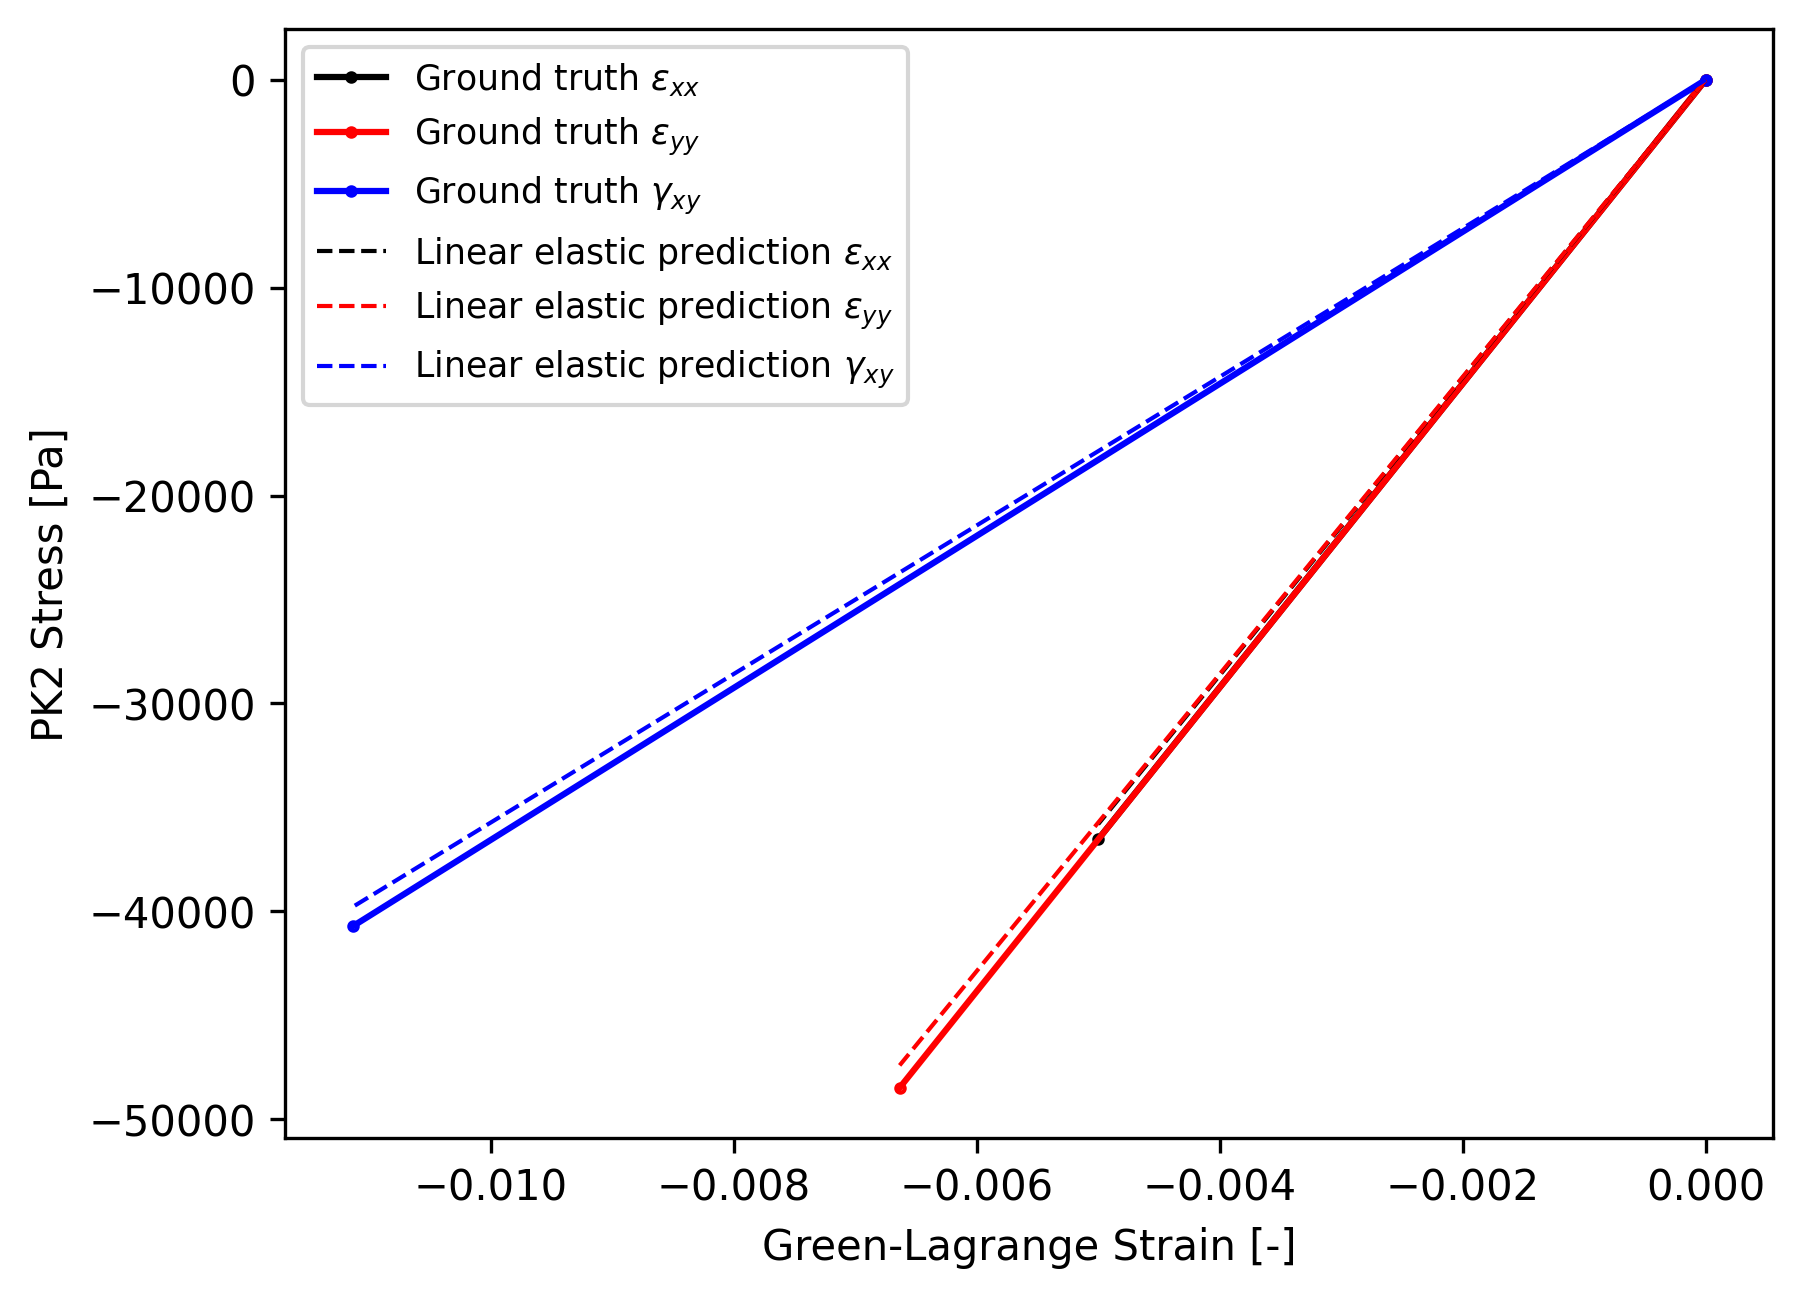 Ground truth εxx
Ground truth εyy
Ground truth γxy
Linear elastic prediction εxx
Linear elastic prediction εyy
Linear elastic prediction γxy
0
−10000
−20000
−30000
−40000
−50000
PK2 Stress [Pa]
−0.010 −0.008 −0.006 −0.004 −0.002 0.000
Green-Lagrange Strain [-]